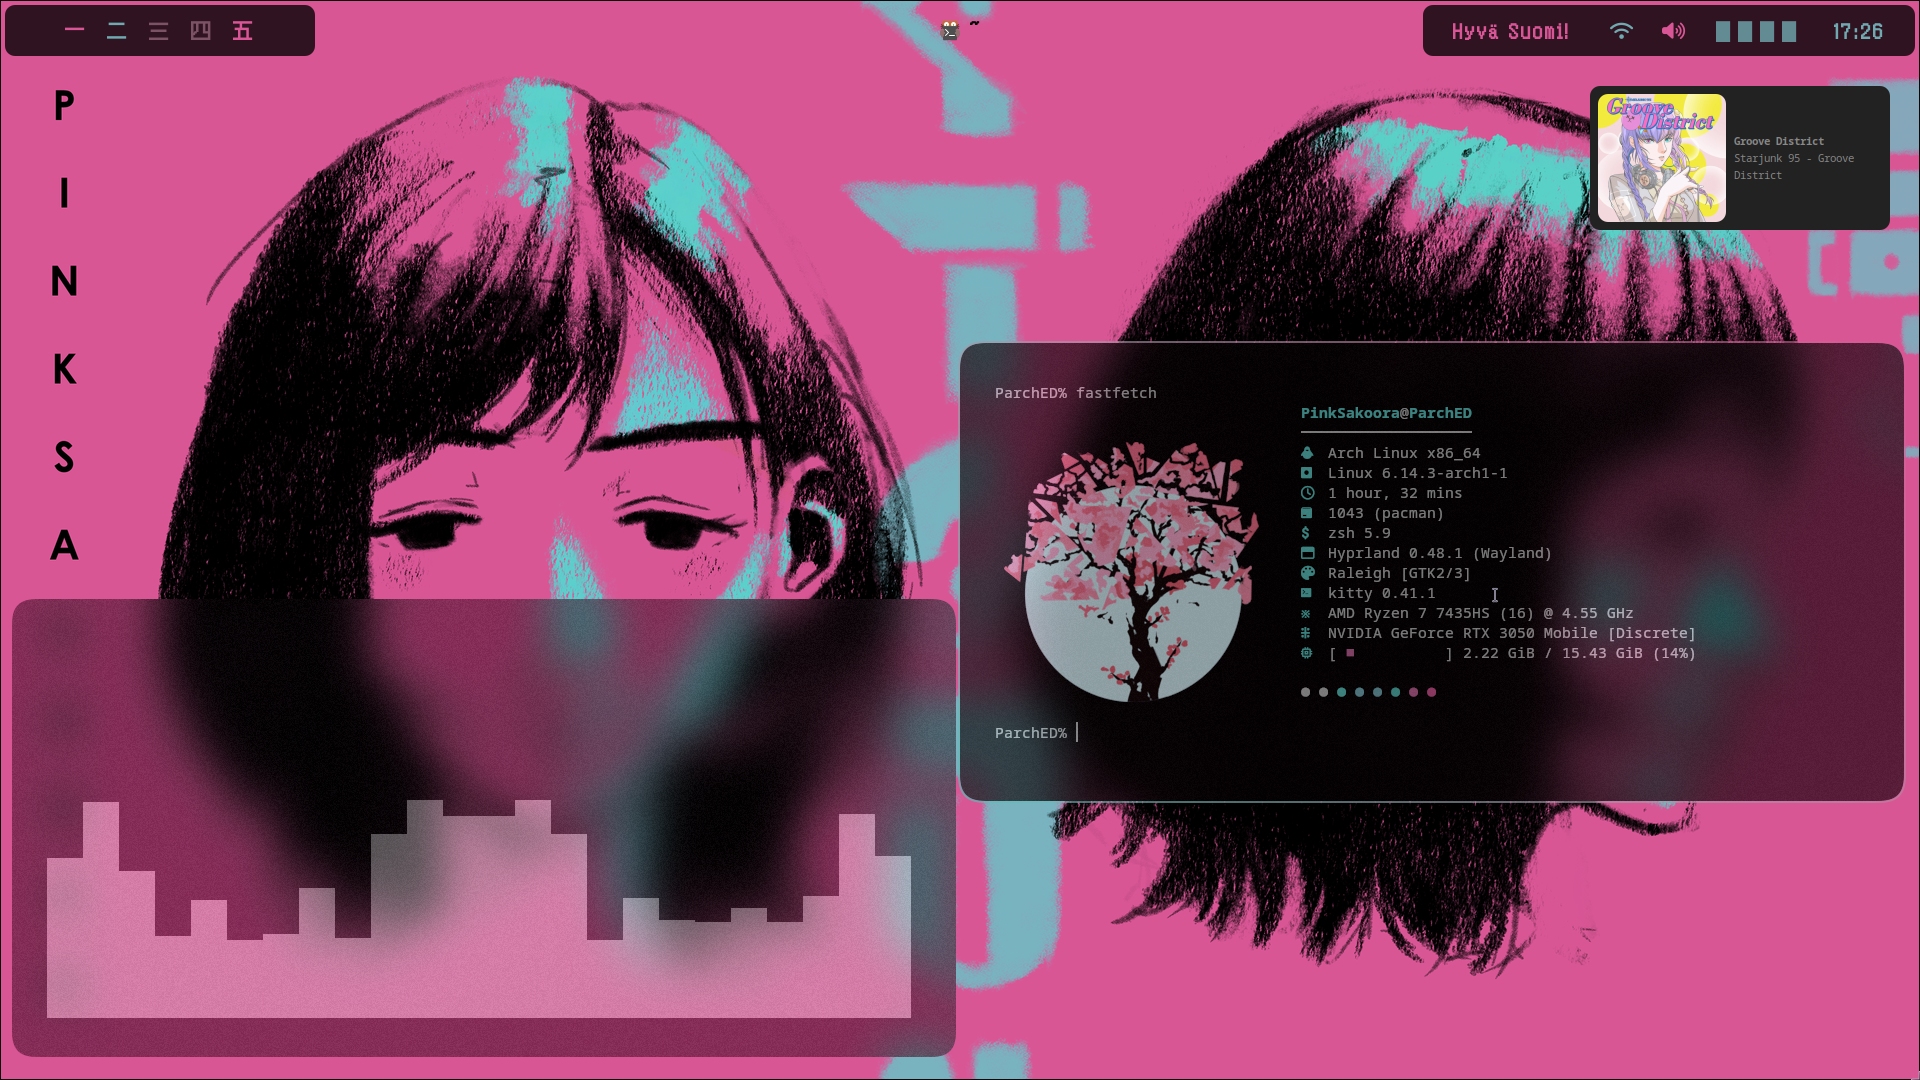 一 二 三 四 五
~
Hyvä Suomi!
17:26
P
I
N
K
S
A
Groove
District
Groove District
Starjunk 95 - Groove
District
ParchED% fastfetch
PinkSakoora@ParchED
Arch Linux x86_64
Linux 6.14.3-arch1-1
1 hour, 32 mins
1043 (pacman)
zsh 5.9
Hyprland 0.48.1 (Wayland)
Raleigh [GTK2/3]
kitty 0.41.1
AMD Ryzen 7 7435HS (16) @ 4.55 GHz
NVIDIA GeForce RTX 3050 Mobile [Discrete]
[ ■ ] 2.22 GiB / 15.43 GiB (14%)
ParchED%